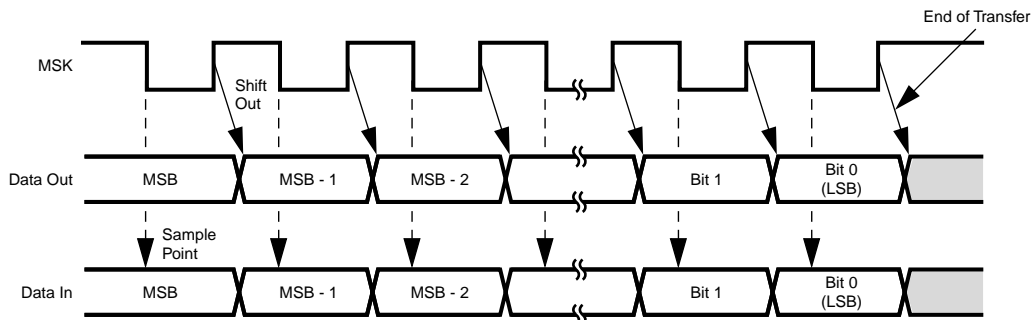 End of Transfer
MSK
Shift
Out
Data Out
MSB
MSB - 1
MSB - 2
Bit 1
Bit 0
(LSB)
Sample
Point
Data In
MSB
MSB - 1
MSB - 2
Bit 1
Bit 0
(LSB)